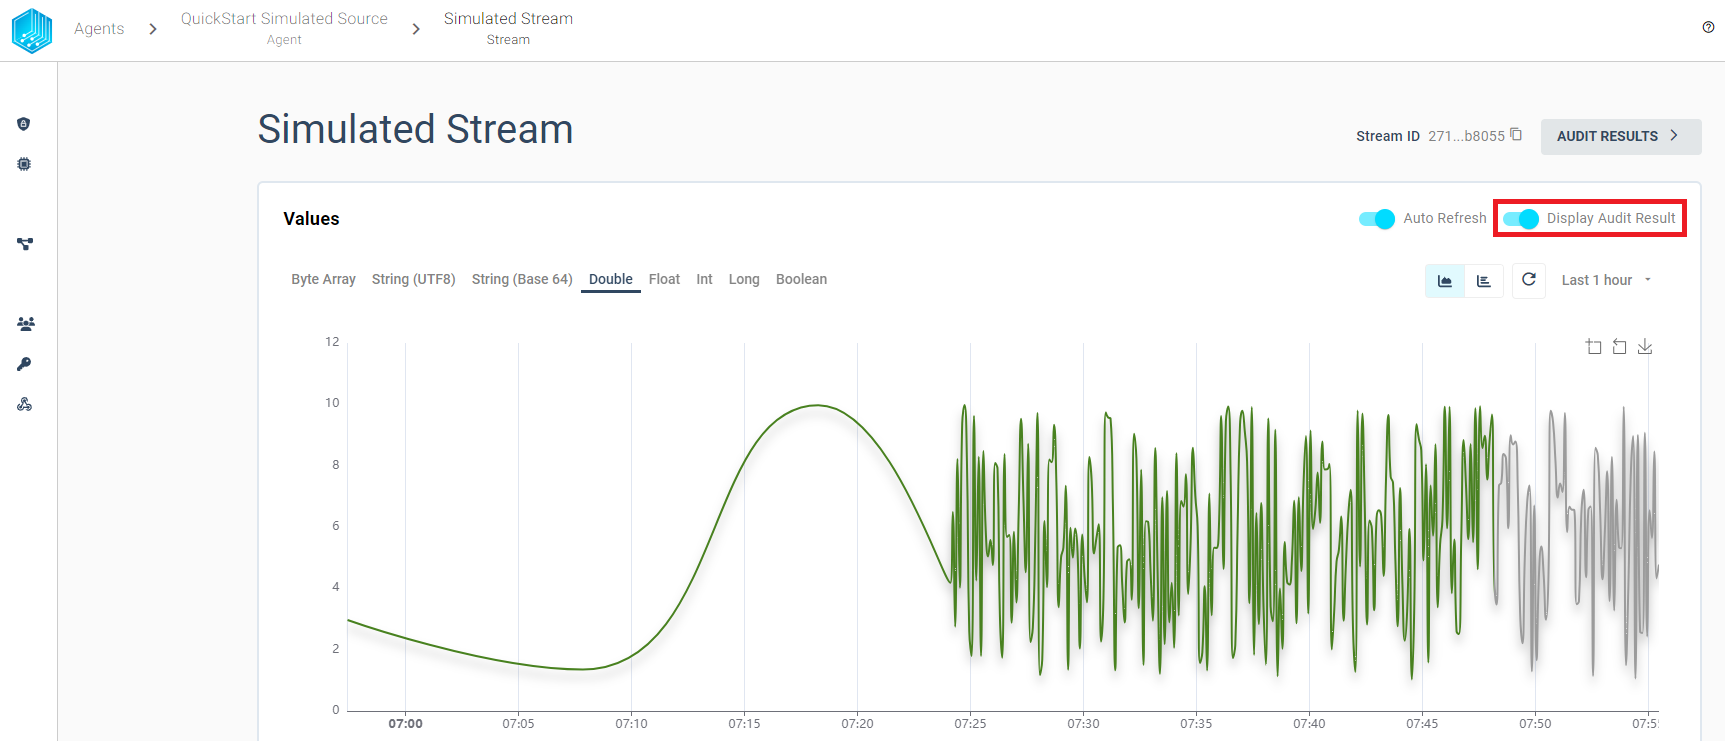 Agents
QuickStart Simulated Source
Agent
Simulated Stream
Stream
Simulated Stream
Stream ID 271...b8055
AUDIT RESULTS
Values
Auto Refresh
Display Audit Result
Byte Array String (UTF8) String (Base 64) Double Float Int Long Boolean
Last 1 hour
12
10
8
6
4
2
0
07:00 07:05 07:10 07:15 07:20 07:25 07:30 07:35 07:40 07:45 07:50